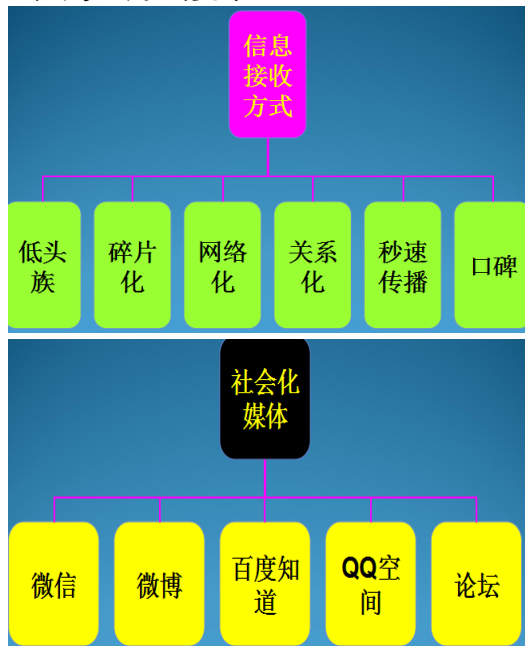 信息
接收
方式
低头
族
碎片
化
网络
化
关系
化
秒速
传播
口碑
社会化
媒体
微信
微博
百度知
道
QQ空
间
论坛